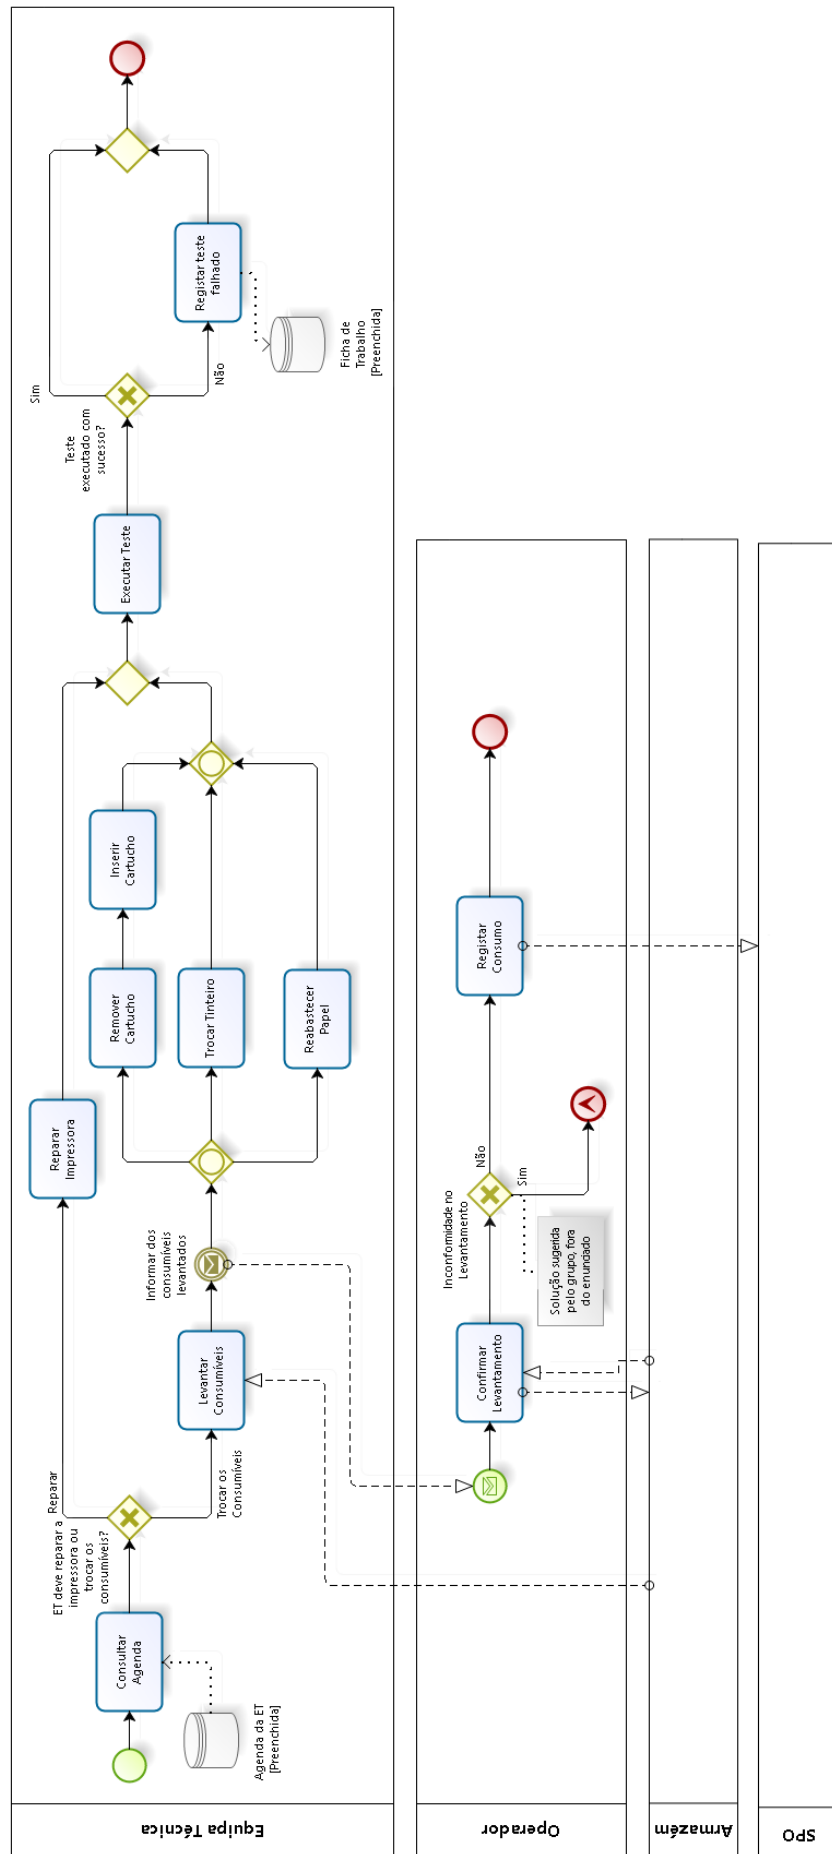 Equipa Técnica
Agenda da ET
[Preenchida]
Consultar
Agenda
ET deve reparar a
impressora ou
trocar os
consumíveis?
Reparar
Trocar os
Consumíveis
Levantar
Consumíveis
Informar dos
consumíveis
levantados
Reparar
Impressora
Remover
Cartucho
Inserir
Cartucho
Trocar Tinteiro
Reabastecer
Papel
Executar Teste
Teste
executado com
sucesso?
Sim
Não
Registar teste
falhado
Ficha de
Trabalho
[Preenchida]
Operador
Confirmar
Levantamento
Inconformidade no
Levantamento
Não
Sim
Solução sugerida
pelo grupo, fora
do enunciado
Registar
Consumo
Armazém
SPO